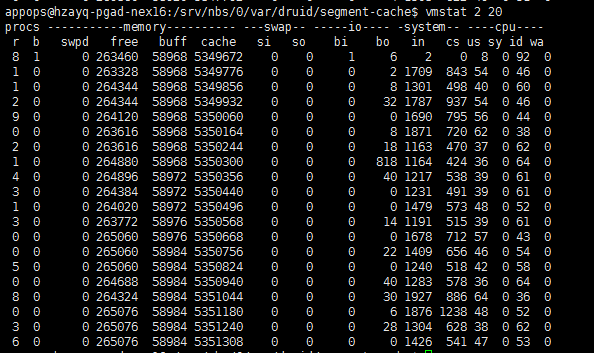 appops@hzayq-pgad-nex16:/srv/nbs/0/var/druid/segment-cache$ vmstat 2 20
procs -----------memory---------- ---swap-- -----io---- -system-- ----cpu----
 r  b   swpd   free   buff  cache   si   so    bi    bo   in   cs us sy id wa
 8  1      0 263460  58968 5349672    0    0     1     6    2    0  8  0 92  0
 1  0      0 263328  58968 5349776    0    0     0     2 1709  843 54  0 46  0
 1  0      0 264344  58968 5349856    0    0     0     8 1301  498 40  0 60  0
 2  0      0 264344  58968 5349932    0    0     0    32 1787  937 54  0 46  0
 9  0      0 264120  58968 5350060    0    0     0     0 1690  795 56  0 44  0
 0  0      0 263616  58968 5350164    0    0     0     8 1871  720 62  0 38  0
 2  0      0 263616  58968 5350244    0    0     0    18 1163  470 37  0 62  0
 1  0      0 264880  58968 5350300    0    0     0   818 1164  424 36  0 64  0
 4  0      0 264896  58972 5350356    0    0     0    40 1217  538 39  0 61  0
 3  0      0 264384  58972 5350440    0    0     0     0 1231  491 39  0 61  0
 1  0      0 264020  58972 5350496    0    0     0     0 1479  573 48  0 52  0
 3  0      0 263772  58976 5350568    0    0     0    14 1191  515 39  0 61  0
 0  0      0 265060  58976 5350668    0    0     0     0 1678  712 57  0 43  0
 0  0      0 265060  58984 5350756    0    0     0    22 1409  656 46  0 54  0
 5  0      0 265060  58984 5350824    0    0     0     0 1240  518 42  0 58  0
 0  0      0 264688  58984 5350940    0    0     0    40 1283  578 36  0 64  0
 8  0      0 264324  58984 5351044    0    0     0    30 1927  886 64  0 36  0
 0  0      0 265076  58984 5351180    0    0     0     0 1876 1238 48  0 52  0
 3  0      0 265076  58984 5351240    0    0     0    28 1304  628 38  0 62  0
 6  0      0 265076  58984 5351308    0    0     0     0 1426  541 47  0 53  0